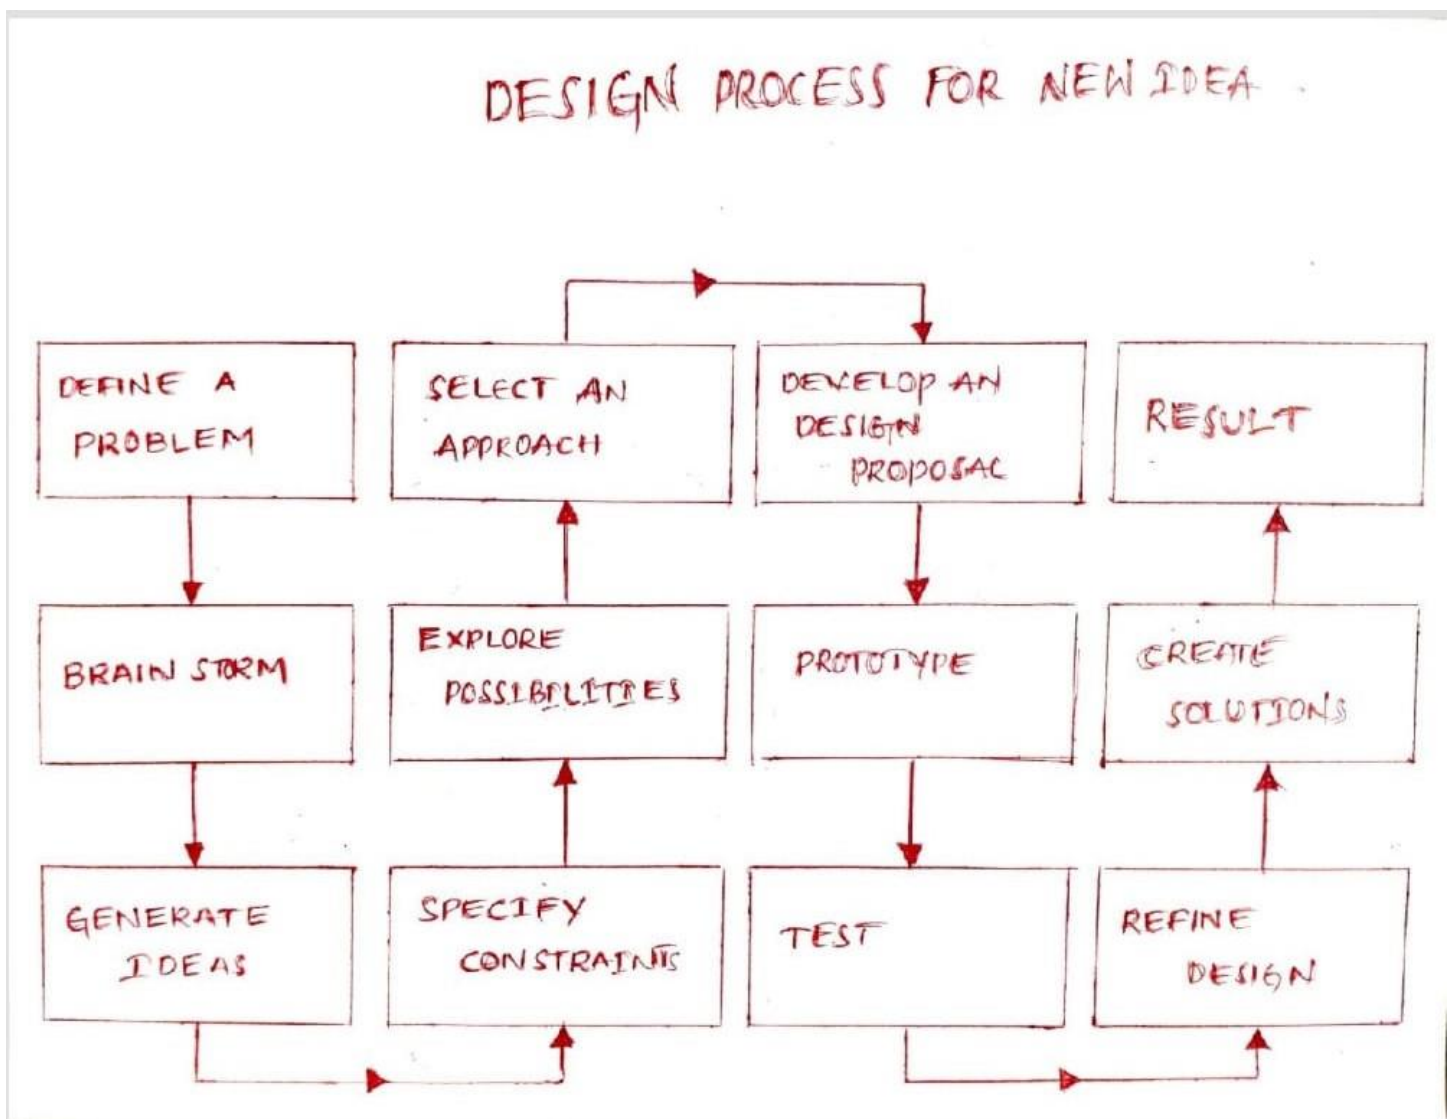 DESIGN PROCESS FOR NEW IDEA
DEFINE A
PROBLEM
BRAIN STORM
GENERATE
IDEAS
SPECIFY
CONSTRAINTS
EXPLORE
POSSIBILITIES
SELECT AN
APPROACH
DEVELOP AN
DESIGN
PROPOSAL
PROTOTYPE
TEST
REFINE
DESIGN
CREATE
SOLUTIONS
RESULT